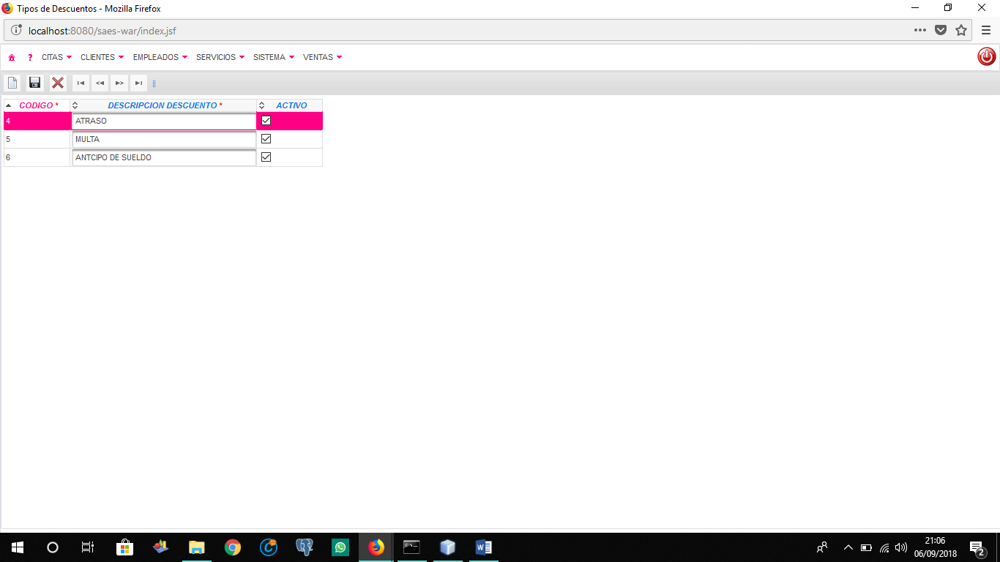 Tipos de Descuentos - Mozilla Firefox
localhost:8080/saes-war/index.jsf
? CITAS CLIENTES EMPLEADOS SERVICIOS SISTEMA VENTAS
CODIGO * DESCRIPCION DESCUENTO * ACTIVO
4 ATRASO
5 MULTA
6 ANTCIPO DE SUELDO
21:06
06/09/2018
2